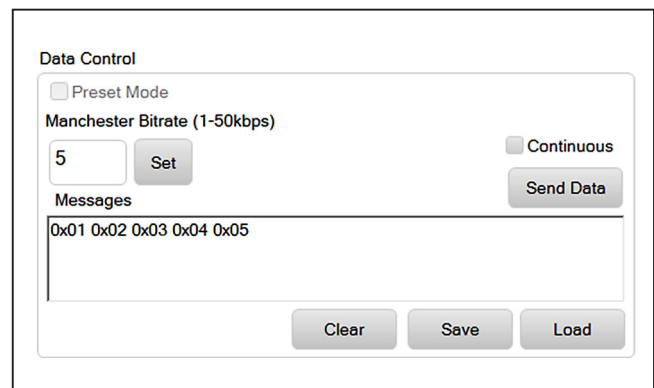 Data Control
Preset Mode
Manchester Bitrate (1-50kbps)
5
Set
Continuous
Send Data
Messages
0x01 0x02 0x03 0x04 0x05
Clear
Save
Load